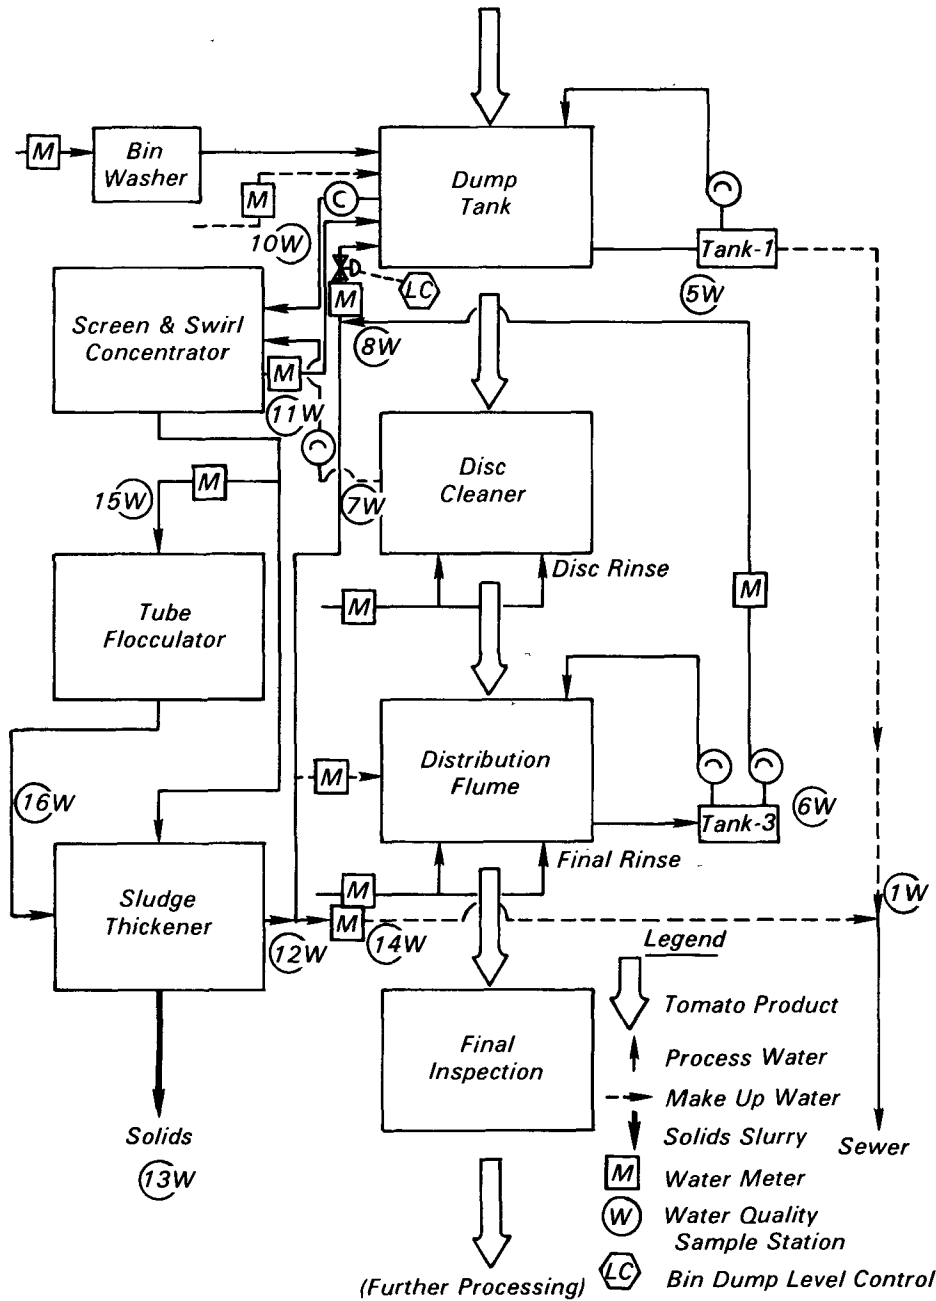 M
Bin
Washer
Dump
Tank
M
10W
C
Tank-1
5W
LC
M
8W
Screen & Swirl
Concentrator
M
11W
Disc
Cleaner
7W
M
15W
Disc Rinse
M
M
Tube
Flocculator
Distribution
Flume
M
16W
Tank-3
6W
Final Rinse
M
Sludge
Thickener
M
12W
14W
1W
Final
Inspection
Solids
13W
Sewer
(Further Processing)
Legend
Tomato Product
Process Water
Make Up Water
Solids Slurry
M Water Meter
W Water Quality
Sample Station
LC Bin Dump Level Control